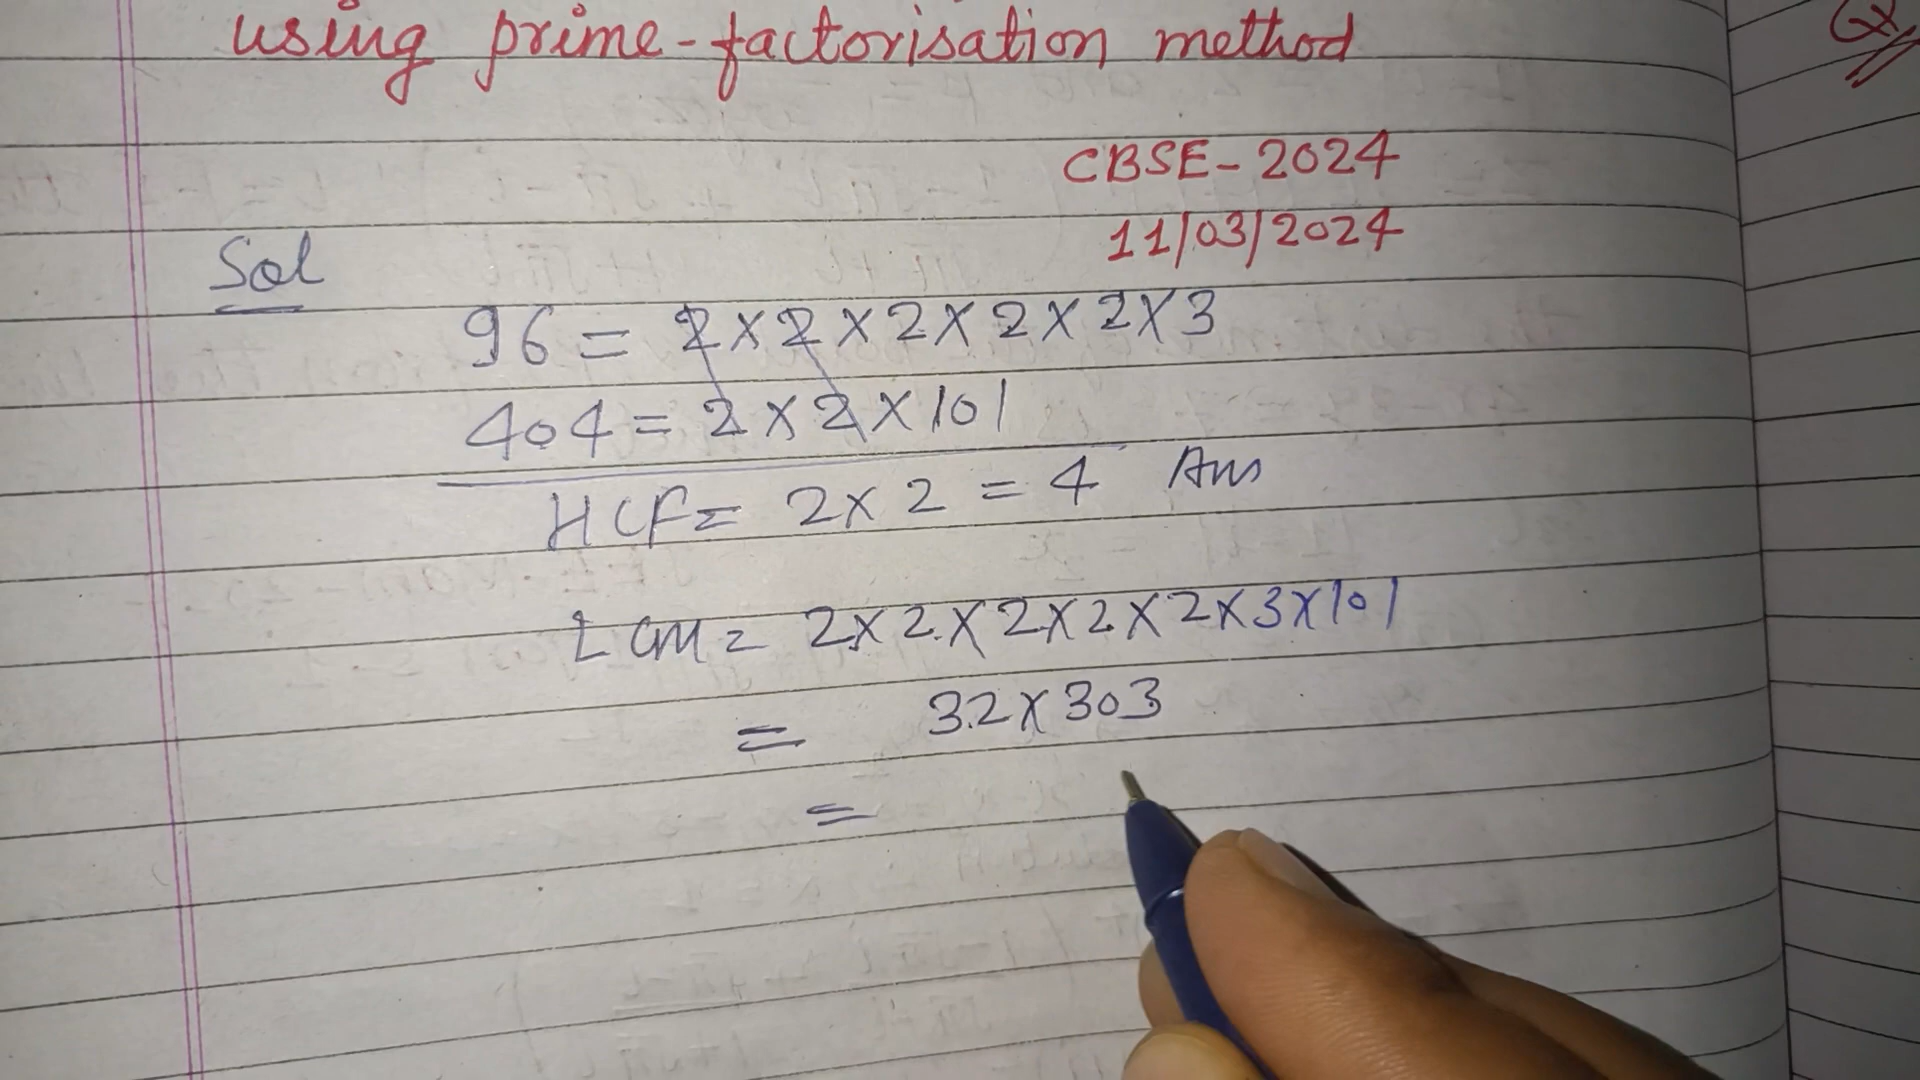 using prime-factorisation method
CBSE-2024
11/03/2024
Sol
96 = 2×2×2×2×2×3
404 = 2×2×101
HCF = 2×2 = 4 Ans
LCM = 2×2×2×2×2×3×101
= 32×303
=